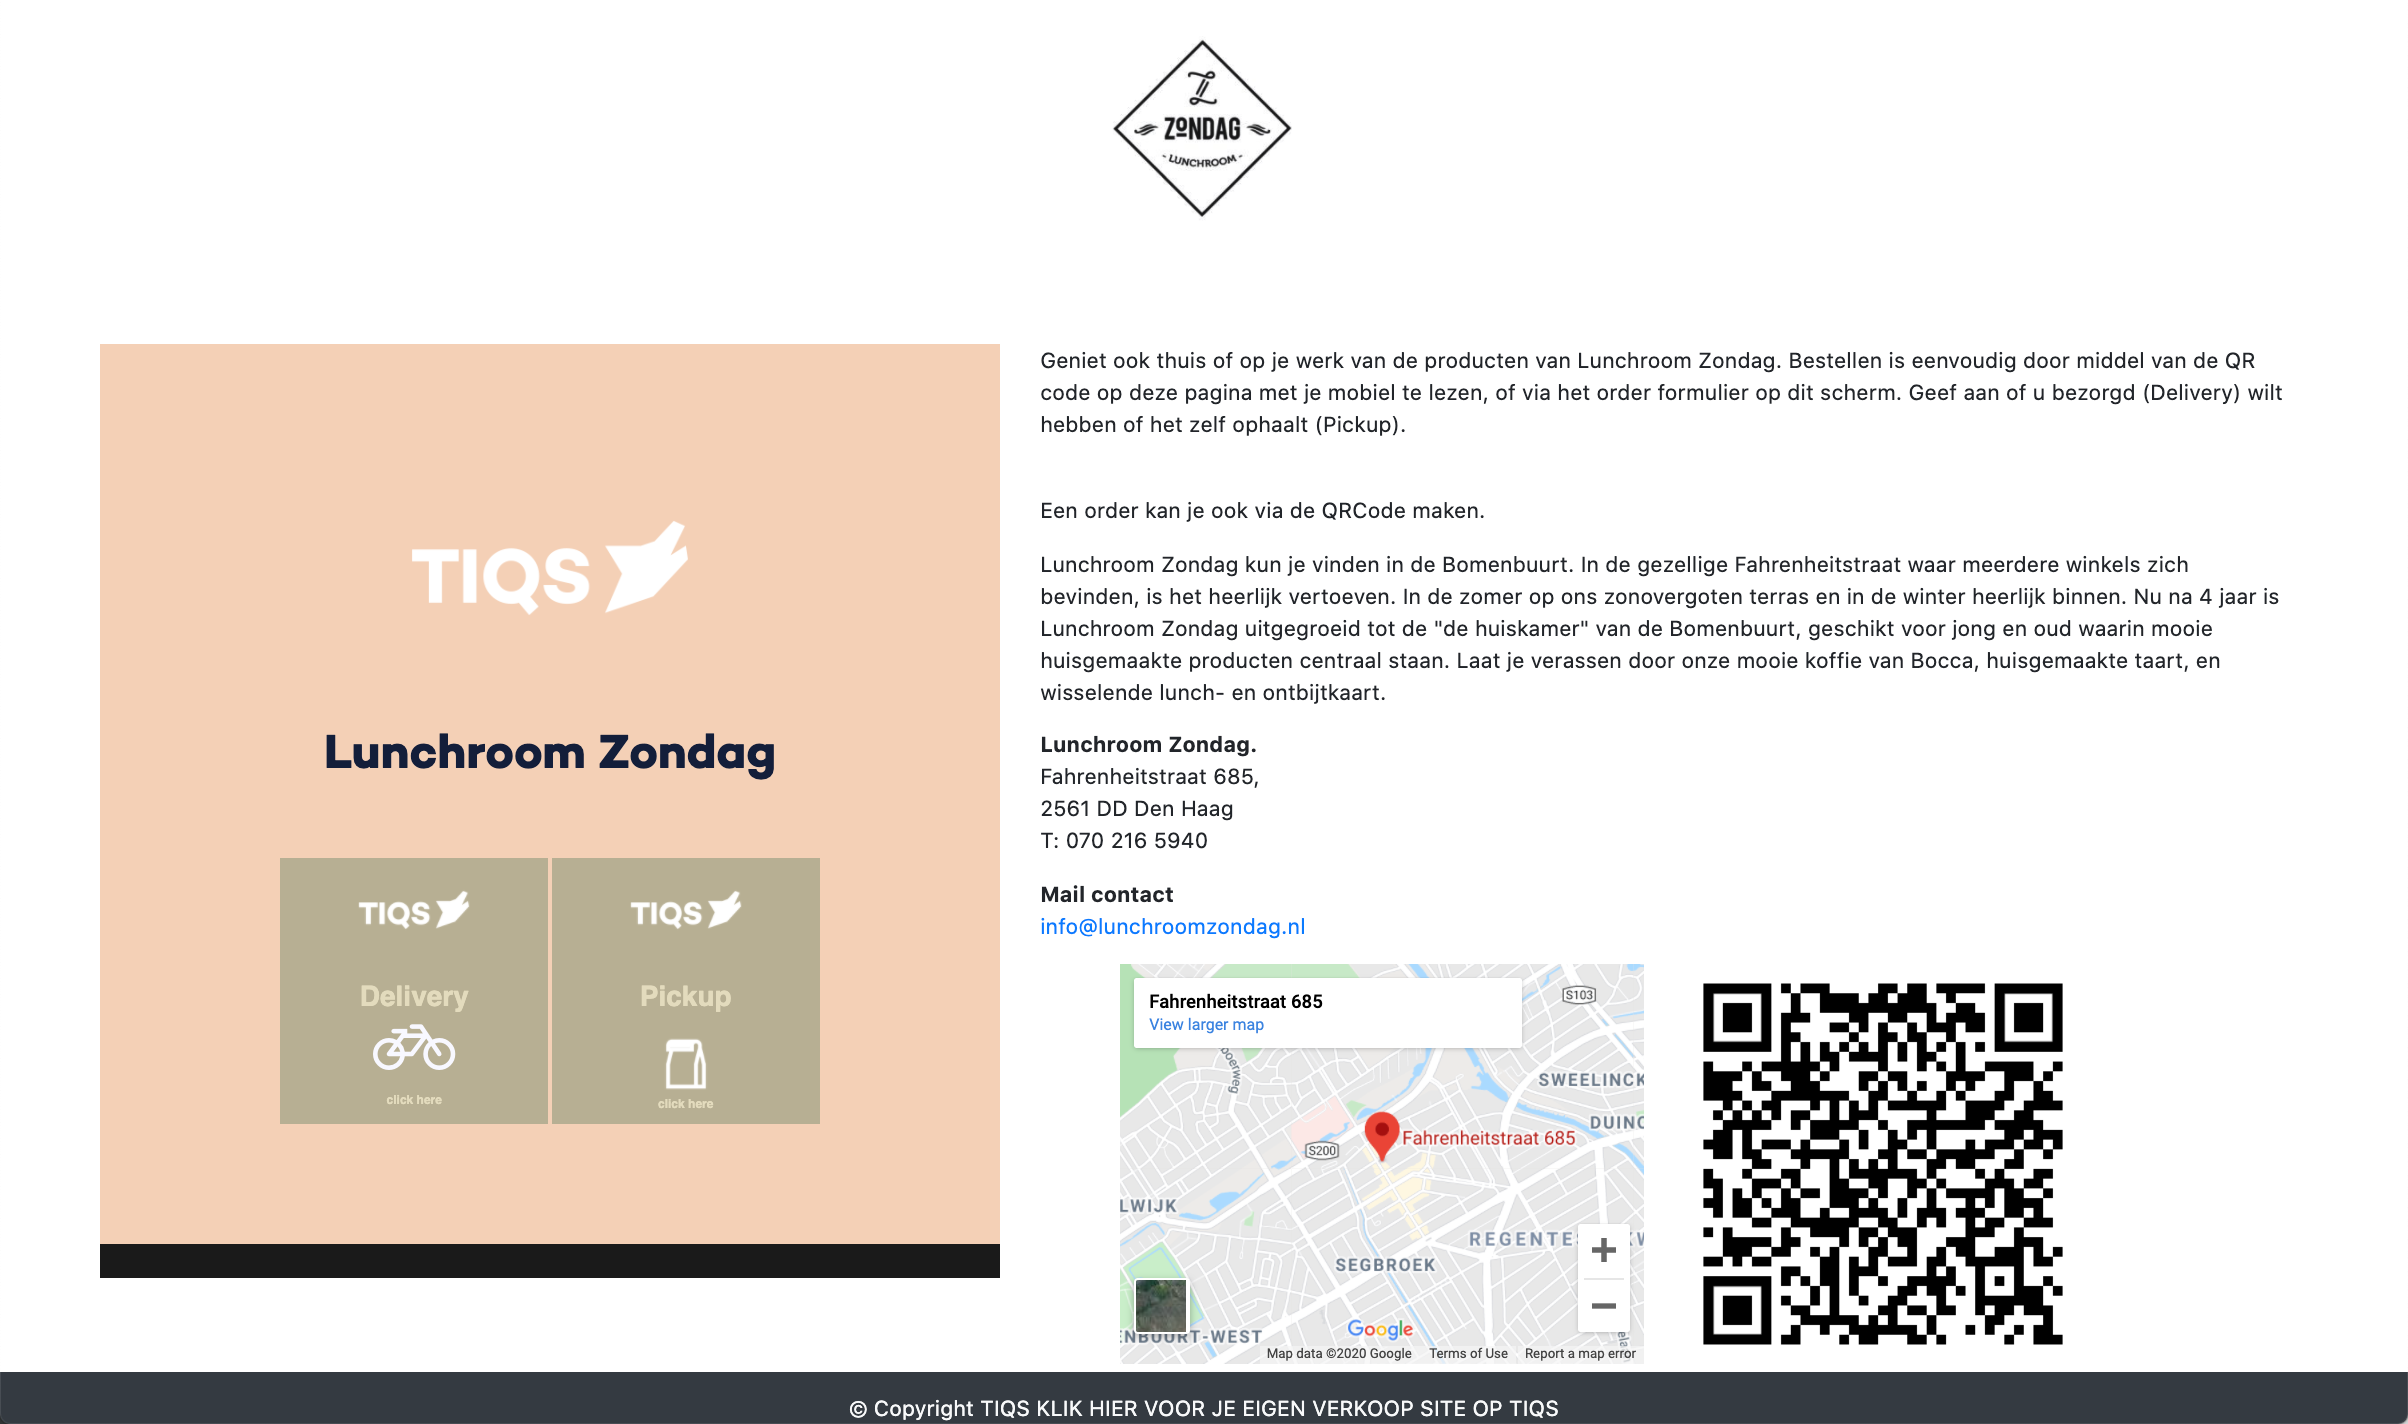 ZONDAG
- LUNCHROOM -
TIQS
Lunchroom Zondag
TIQS
Delivery
click here
TIQS
Pickup
click here
Geniet ook thuis of op je werk van de producten van Lunchroom Zondag. Bestellen is eenvoudig door middel van de QR
code op deze pagina met je mobiel te lezen, of via het order formulier op dit scherm. Geef aan of u bezorgd (Delivery) wilt
hebben of het zelf ophaalt (Pickup).
Een order kan je ook via de QRCode maken.
Lunchroom Zondag kun je vinden in de Bomenbuurt. In de gezellige Fahrenheitstraat waar meerdere winkels zich
bevinden, is het heerlijk vertoeven. In de zomer op ons zonovergoten terras en in de winter heerlijk binnen. Nu na 4 jaar is
Lunchroom Zondag uitgegroeid tot de "de huiskamer" van de Bomenbuurt, geschikt voor jong en oud waarin mooie
huisgemaakte producten centraal staan. Laat je verassen door onze mooie koffie van Bocca, huisgemaakte taart, en
wisselende lunch- en ontbijtkaart.
Lunchroom Zondag.
Fahrenheitstraat 685,
2561 DD Den Haag
T: 070 216 5940
Mail contact
info@lunchroomzondag.nl
Fahrenheitstraat 685
View larger map
S103
SWEELINCK
DUINO
Fahrenheitstraat 685
S200
LWIJK
REGENTES
SEGBROEK
ENBUURT-WEST
Google
Map data ©2020 Google Terms of Use Report a map error
© Copyright TIQS KLIK HIER VOOR JE EIGEN VERKOOP SITE OP TIQS